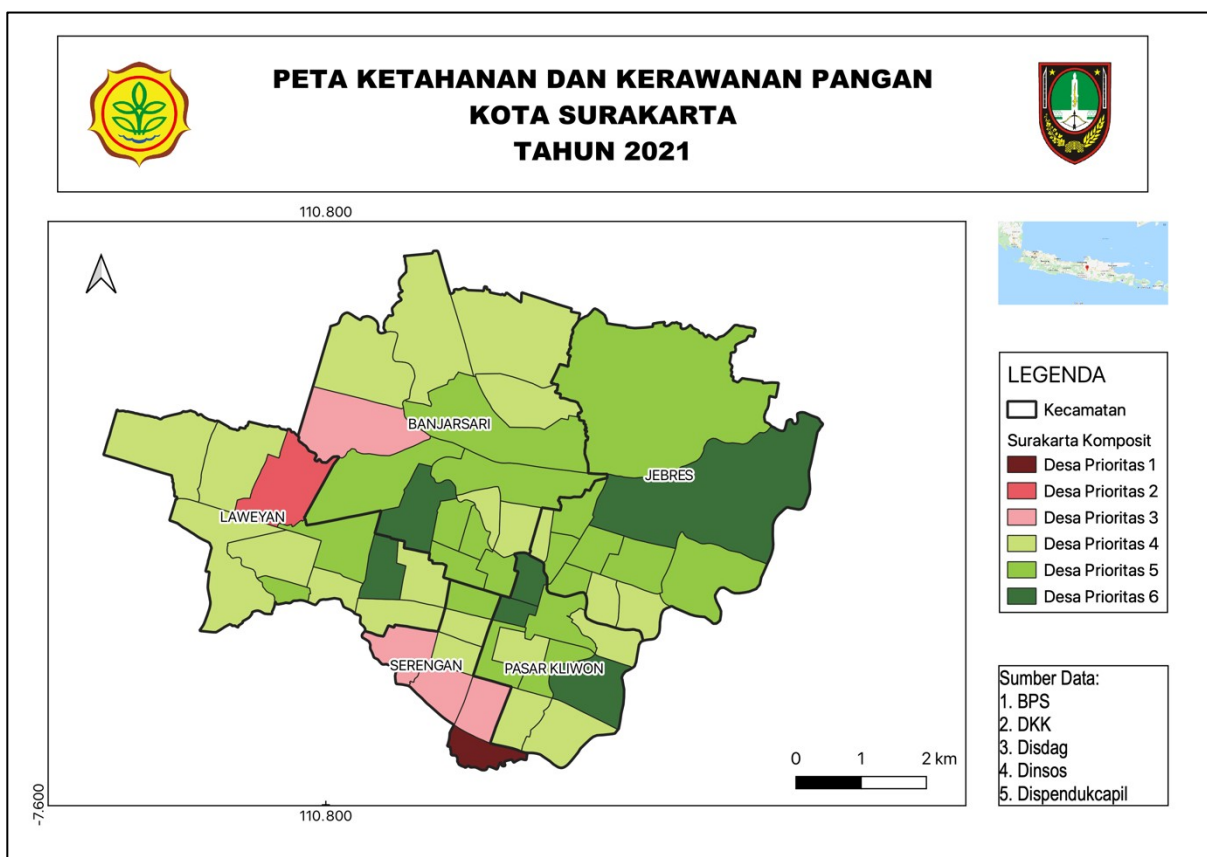 PETA KETAHANAN DAN KERAWANAN PANGAN
KOTA SURAKARTA
TAHUN 2021
110.800
BANJARSARI
JEBRES
LAWEYAN
SERENGAN
PASAR KLIWON
0 1 2 km
-7.600
110.800
LEGENDA
Kecamatan
Surakarta Komposit
Desa Prioritas 1
Desa Prioritas 2
Desa Prioritas 3
Desa Prioritas 4
Desa Prioritas 5
Desa Prioritas 6
Sumber Data:
1. BPS
2. DKK
3. Disdag
4. Dinsos
5. Dispendukcapil